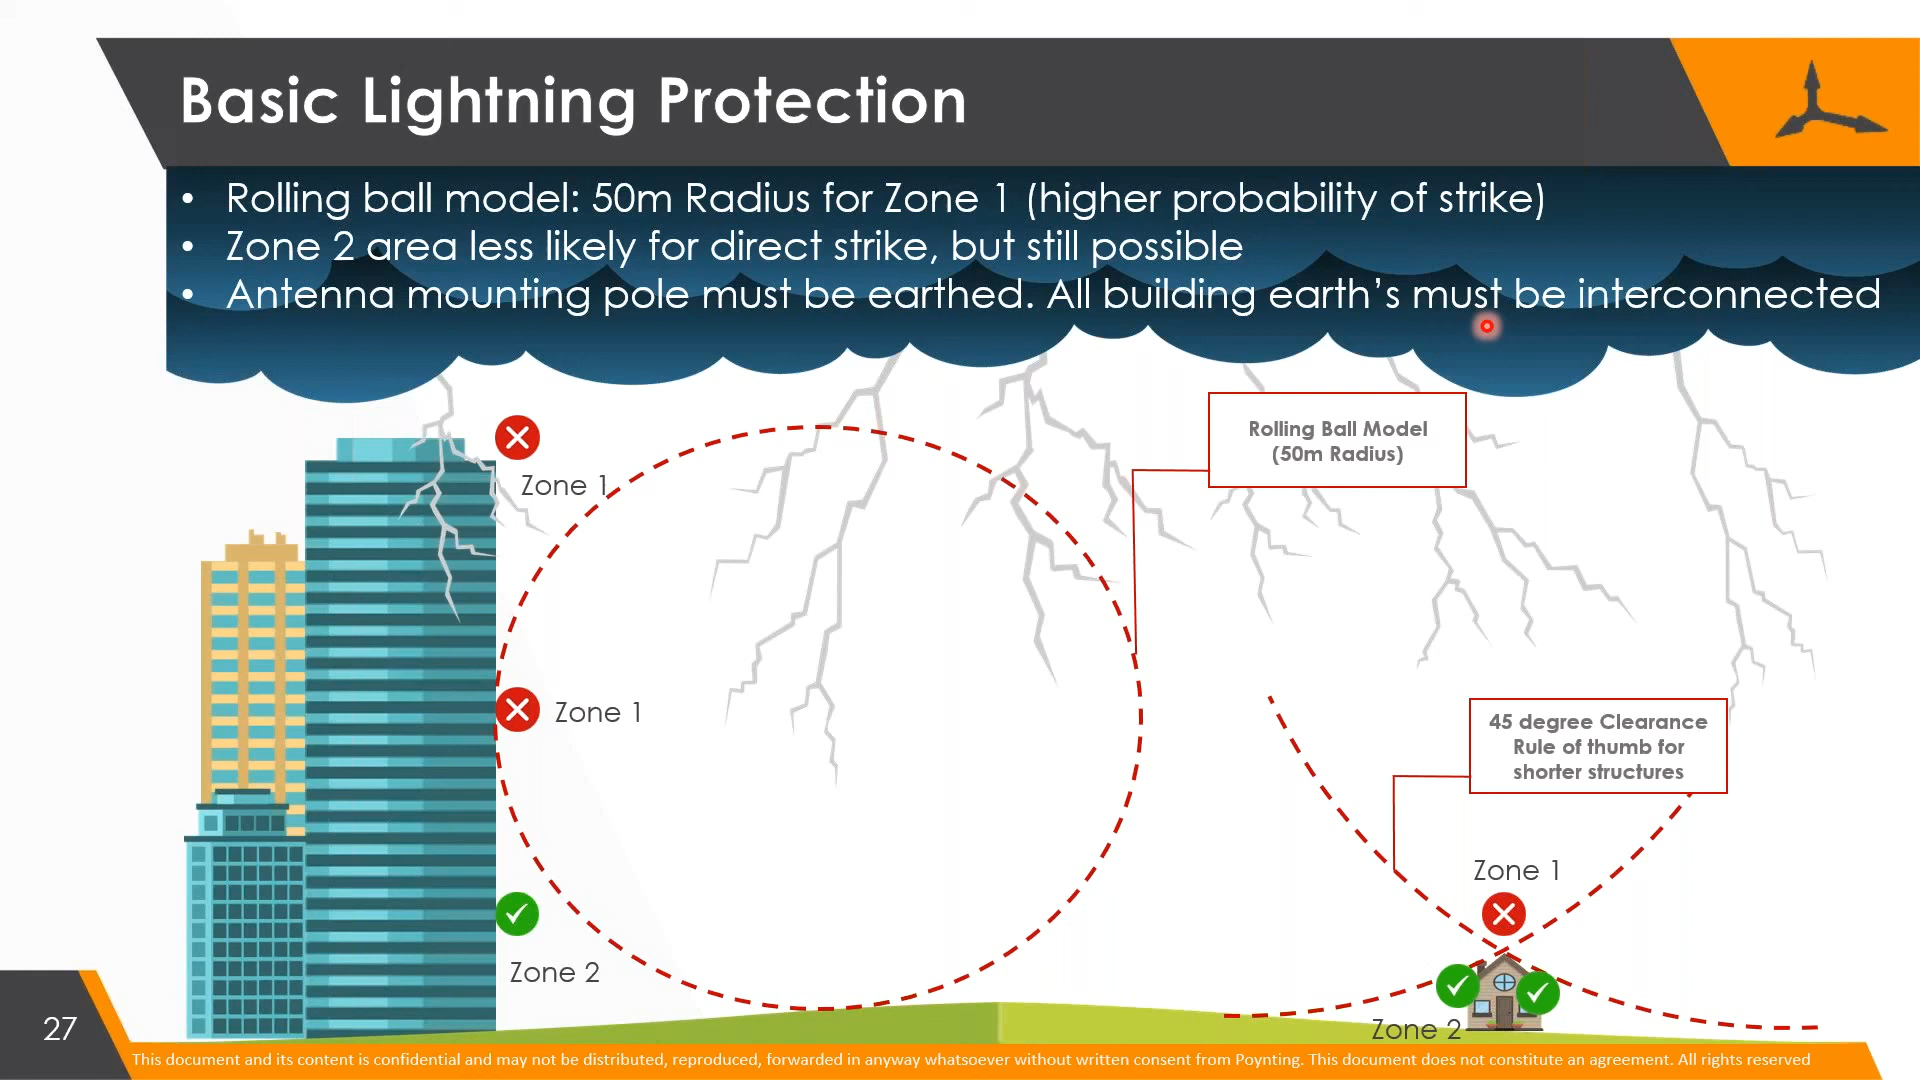 Basic Lightning Protection
• Rolling ball model: 50m Radius for Zone 1 (higher probability of strike)
• Zone 2 area less likely for direct strike, but still possible
• Antenna mounting pole must be earthed. All building earth's must be interconnected
Rolling Ball Model
(50m Radius)
Zone 1
Zone 1
45 degree Clearance
Rule of thumb for
shorter structures
Zone 1
Zone 2
Zone 2
27
This document and its content is confidential and may not be distributed, reproduced, forwarded in anyway whatsoever without written consent from Poynting. This document does not constitute an agreement. All rights reserved